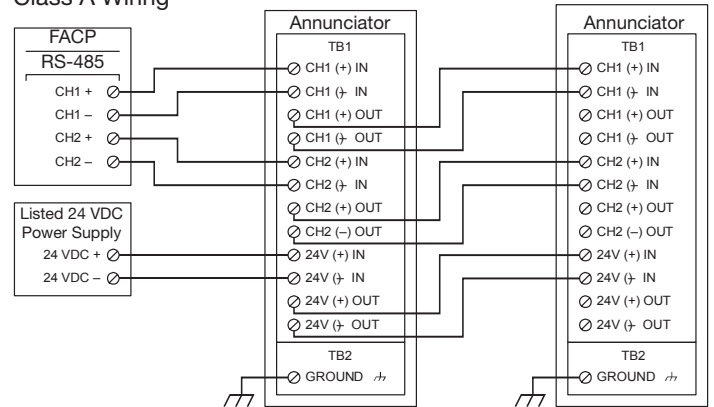 Class A Wiring
FACP
RS-485
CH1 +
CH1 –
CH2 +
CH2 –
Listed 24 VDC
Power Supply
24 VDC +
24 VDC –
Annunciator
TB1
CH1 (+) IN
CH1 (-) IN
CH1 (+) OUT
CH1 (-) OUT
CH2 (+) IN
CH2 (-) IN
CH2 (+) OUT
CH2 (–) OUT
24V (+) IN
24V (-) IN
24V (+) OUT
24V (-) OUT
TB2
GROUND
Annunciator
TB1
CH1 (+) IN
CH1 (-) IN
CH1 (+) OUT
CH1 (-) OUT
CH2 (+) IN
CH2 (-) IN
CH2 (+) OUT
CH2 (–) OUT
24V (+) IN
24V (-) IN
24V (+) OUT
24V (-) OUT
TB2
GROUND